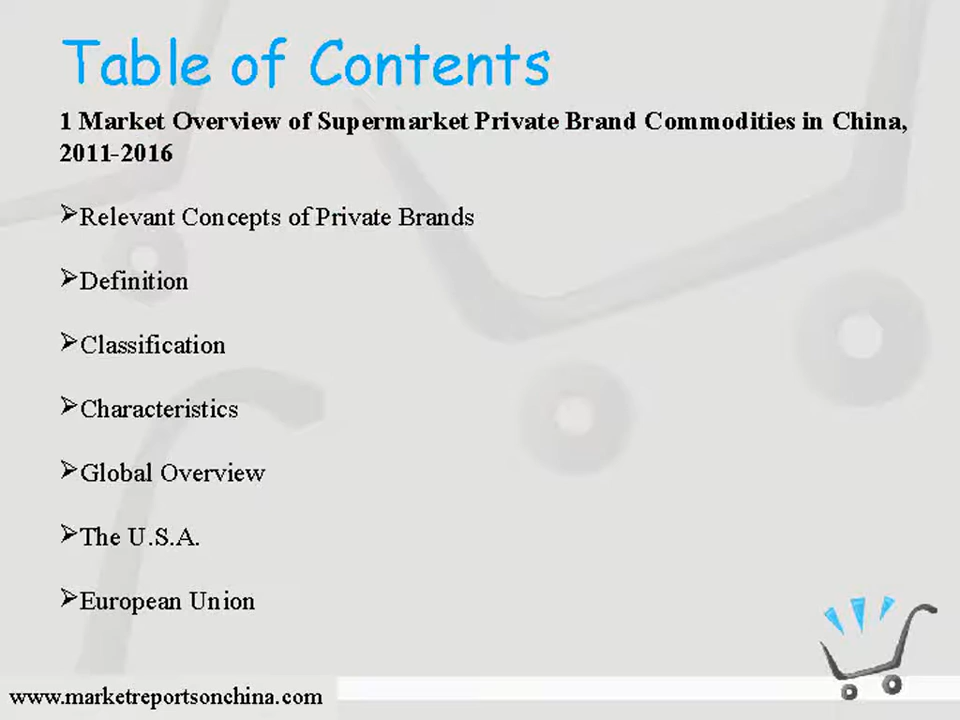 Table of Contents
1 Market Overview of Supermarket Private Brand Commodities in China,
2011-2016
➢Relevant Concepts of Private Brands
➢Definition
➢Classification
➢Characteristics
➢Global Overview
➢The U.S.A.
➢European Union
www.marketreportsonchina.com